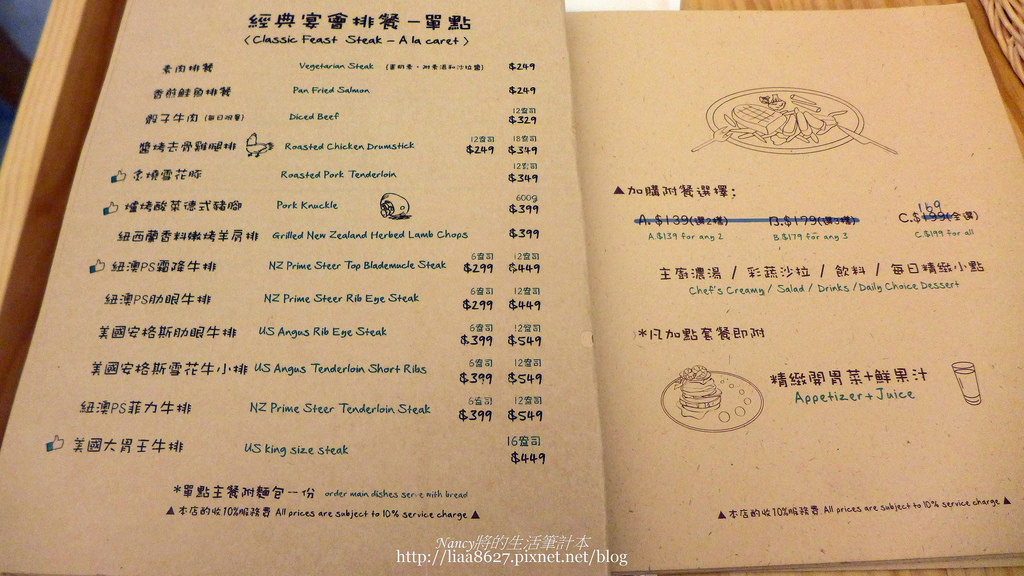 經典宴會排餐－單點
〈Classic Feast Steak - A la caret〉
素肉排餐 Vegetarian Steak (蛋奶素、附素湯和沙拉醬) $249
香煎鮭魚排餐 Pan Fried Salmon $249
12盎司
骰子牛肉(每日限量) Diced Beef $329
12盎司 18盎司
醬烤去骨雞腿排 Roasted Chicken Drumstick $249 $349
12盎司
雪花豚 Roasted Pork Tenderloin $349
600g
爐烤酸菜德式豬腳 Pork Knuckle $399
紐西蘭香料嫩烤羊肩排 Grilled New Zealand Herbed Lamb Chops $399
6盎司 12盎司
紐澳PS霜降牛排 NZ Prime Steer Top Blademucle Steak $299 $449
6盎司 12盎司
紐澳PS肋眼牛排 NZ Prime Steer Rib Eye Steak $299 $449
6盎司 12盎司
美國安格斯肋眼牛排 US Angus Rib Eye Steak $399 $549
6盎司 12盎司
美國安格斯雪花牛小排 US Angus Tenderloin Short Ribs $399 $549
6盎司 12盎司
紐澳PS菲力牛排 NZ Prime Steer Tenderloin Steak $399 $549
16盎司
美國大胃王牛排 US king size steak $449
*單點主餐附麵包一份 order main dishes serve with bread
▲本店酌收10%服務費 All prices are subject to 10% service charge▲
▲加購附餐選擇：
159
A.$139(選2樣) B.$179(選3樣) C.$199(全選)
A.$139 for any 2 B.$179 for any 3 C.$199 for all
主廚濃湯 / 彩蔬沙拉 / 飲料 / 每日精緻小點
Chef's Creamy / Salad / Drinks / Daily Choice Dessert
*凡加點套餐即附
精緻開胃菜+鮮果汁
Appetizer+Juice
▲本店酌收10%服務費 All prices are subject to 10% service charge▲
Nancy將的生活筆計本
http://liaa8627.pixnet.net/blog